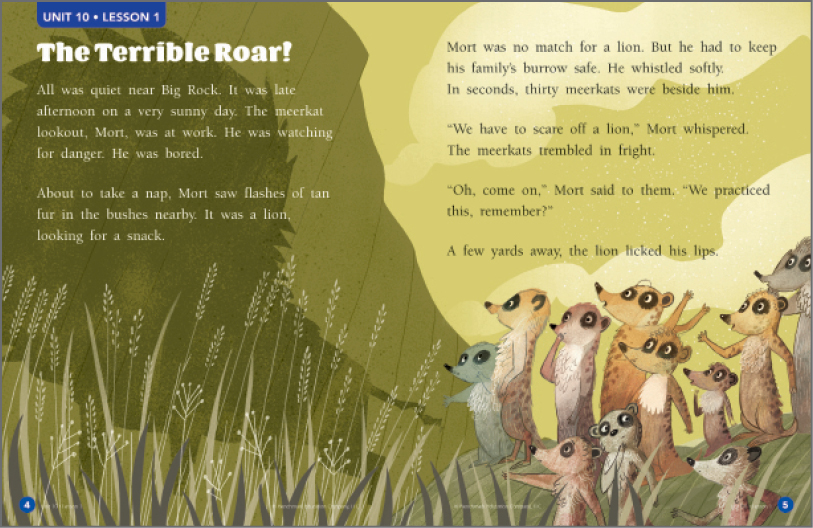 UNIT 10 • LESSON 1
The Terrible Roar!
All was quiet near Big Rock. It was late
afternoon on a very sunny day. The meerkat
lookout, Mort, was at work. He was watching
for danger. He was bored.
About to take a nap, Mort saw flashes of tan
fur in the bushes nearby. It was a lion,
looking for a snack.
4
Mort was no match for a lion. But he had to keep
his family's burrow safe. He whistled softly.
In seconds, thirty meerkats were beside him.
“We have to scare off a lion,” Mort whispered.
The meerkats trembled in fright.
“Oh, come on,” Mort said to them. “We practiced
this, remember?”
A few yards away, the lion licked his lips.
5